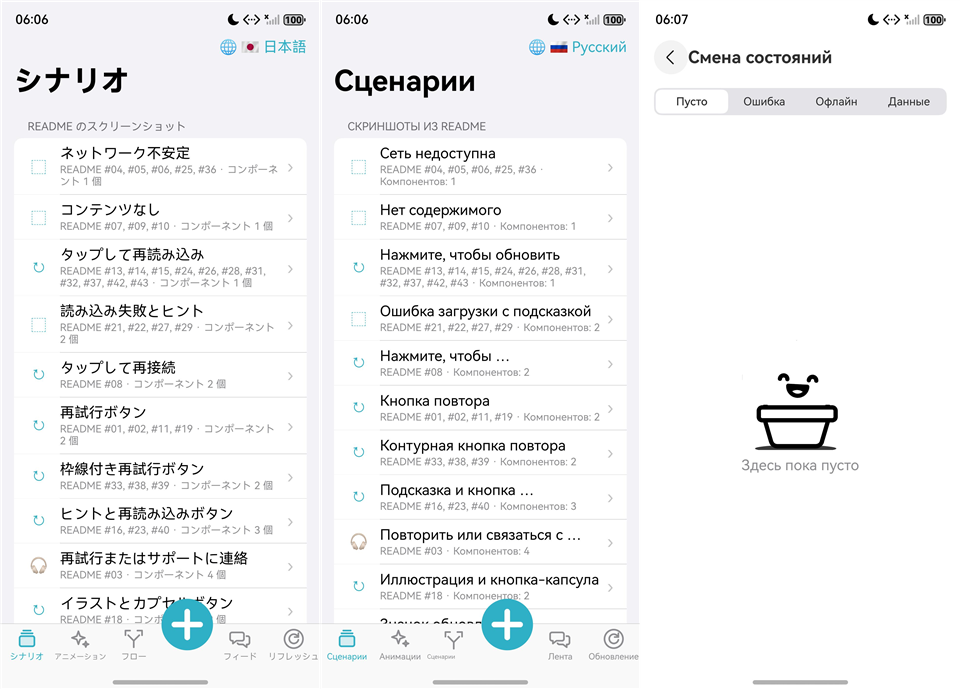 06:06
100
日本語
シナリオ
README のスクリーンショット
ネットワーク不安定
README #04, #05, #06, #25, #36 · コンポーネ
ント 1 個
コンテンツなし
README #07, #09, #10 · コンポーネント 1 個
タップして再読み込み
README #13, #14, #15, #24, #26, #28, #31,
#32, #37, #42, #43 · コンポーネント 1 個
読み込み失敗とヒント
README #21, #22, #27, #29 · コンポーネント
2 個
タップして再接続
README #08 · コンポーネント 2 個
再試行ボタン
README #01, #02, #11, #19 · コンポーネント
2 個
枠線付き再試行ボタン
README #33, #38, #39 · コンポーネント 2 個
ヒントと再読み込みボタン
README #16, #23, #40 · コンポーネント 3 個
再試行またはサポートに連絡
README #03 · コンポーネント 4 個
イラストとカプセルボタン
README #18 · コンポ
シナリオ
アニメーション
フロー
フィード
リフレッシュ
06:06
100
Русский
Сценарии
СКРИНШОТЫ ИЗ README
Сеть недоступна
README #04, #05, #06, #25, #36 ·
Компонентов: 1
Нет содержимого
README #07, #09, #10 · Компонентов: 1
Нажмите, чтобы обновить
README #13, #14, #15, #24, #26, #28, #31,
#32, #37, #42, #43 · Компонентов: 1
Ошибка загрузки с подсказкой
README #21, #22, #27, #29 · Компонентов: 2
Нажмите, чтобы ...
README #08 · Компонентов: 2
Кнопка повтора
README #01, #02, #11, #19 · Компонентов: 2
Контурная кнопка повтора
README #33, #38, #39 · Компонентов: 2
Подсказка и кнопка ...
README #16, #23, #40 · Компонентов: 3
Повторить или связаться с ...
README #03 · Компонентов: 4
Иллюстрация и кнопка-капсула
README #18 · Компонентов: 2
Сценарии
Анимации
Сценарии
Лента
Обновление
06:07
100
Смена состояний
Пусто
Ошибка
Офлайн
Данные
Здесь пока пусто